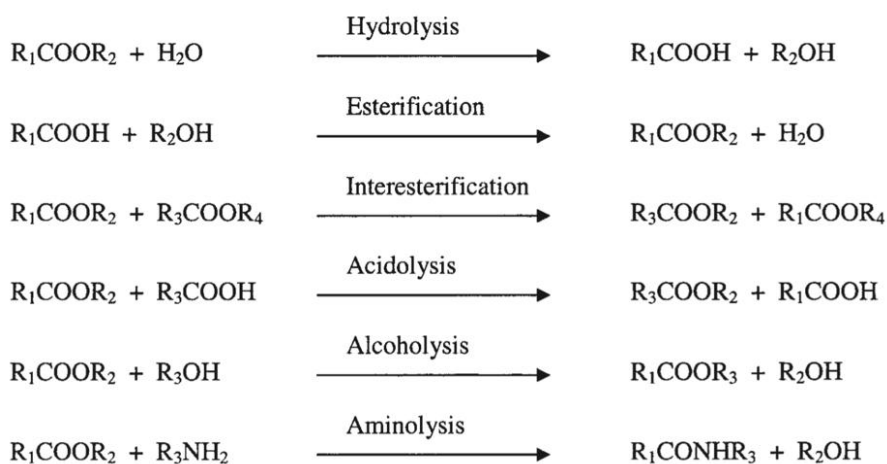 Hydrolysis
R₁COOR₂ + H₂O R₁COOH + R₂OH
Esterification
R₁COOH + R₂OH R₁COOR₂ + H₂O
Interesterification
R₁COOR₂ + R₃COOR₄ R₃COOR₂ + R₁COOR₄
Acidolysis
R₁COOR₂ + R₃COOH R₃COOR₂ + R₁COOH
Alcoholysis
R₁COOR₂ + R₃OH R₁COOR₃ + R₂OH
Aminolysis
R₁COOR₂ + R₃NH₂ R₁CONHR₃ + R₂OH